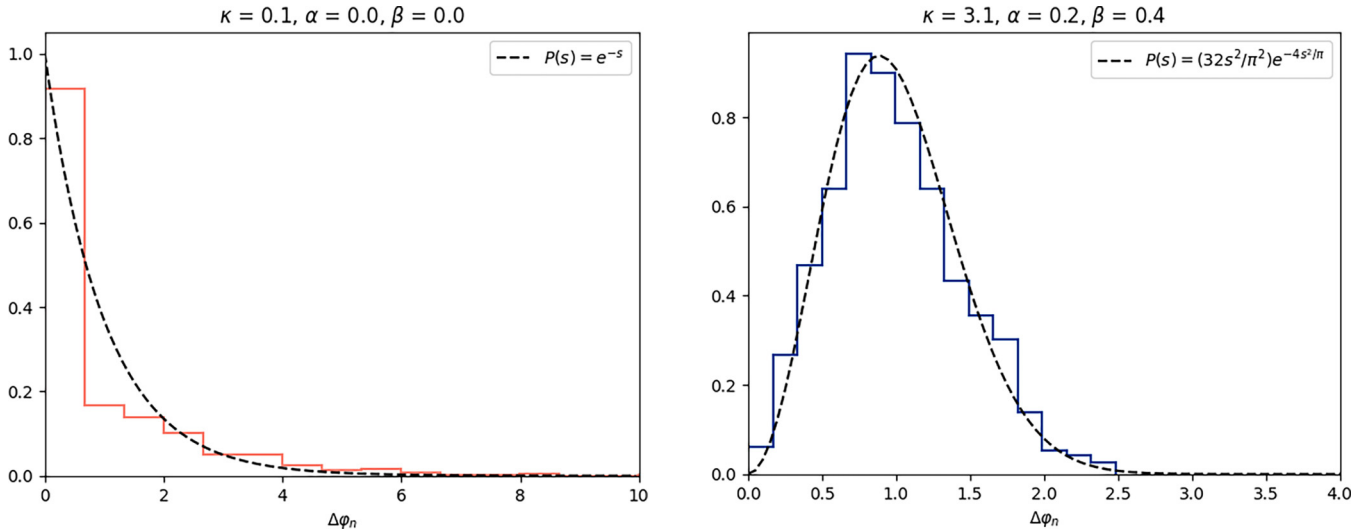 κ = 0.1, α = 0.0, β = 0.0
1.0
0.8
0.6
0.4
0.2
0.0
0 2 4 6 8 10
Δφₙ
P(s) = e⁻ˢ
κ = 3.1, α = 0.2, β = 0.4
0.8
0.6
0.4
0.2
0.0
0.0 0.5 1.0 1.5 2.0 2.5 3.0 3.5 4.0
Δφₙ
P(s) = (32s²/π²)e^{-4s²/π}